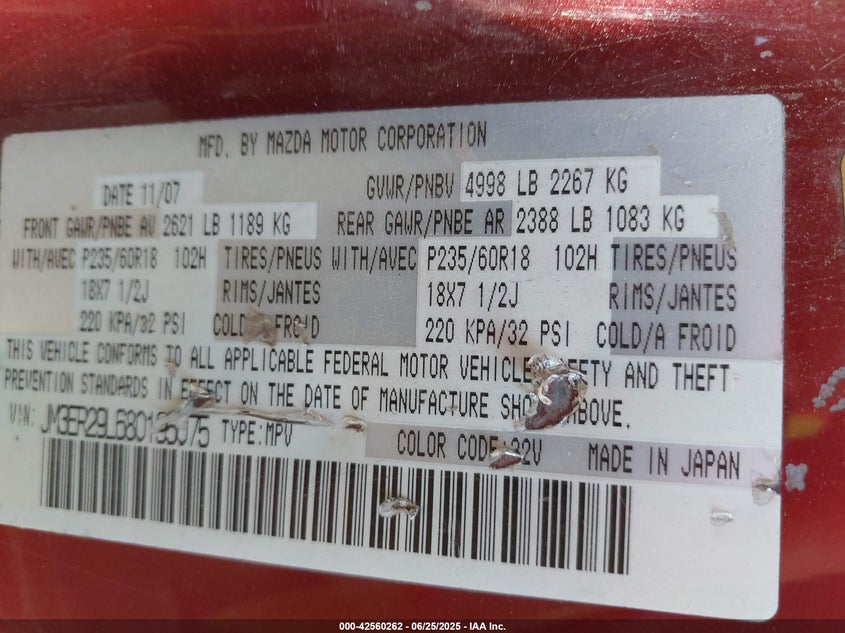 MFD. BY MAZDA MOTOR CORPORATION
DATE 11/07 GVWR/PNBV 4998 LB 2267 KG
FRONT GAWR/PNBE AV 2621 LB 1189 KG REAR GAWR/PNBE AR 2388 LB 1083 KG
WITH/AVEC P235/60R18 102H TIRES/PNEUS WITH/AVEC P235/60R18 102H TIRES/PNEUS
18X7 1/2J RIMS/JANTES 18X7 1/2J RIMS/JANTES
220 KPA/32 PSI COLD/ FROID 220 KPA/32 PSI COLD/A FROID
THIS VEHICLE CONFORMS TO ALL APPLICABLE FEDERAL MOTOR VEHICLE AND THEFT
PREVENTION STANDARDS IN EFFECT ON THE DATE OF MANUFACTURE
VIN: TYPE:MPV COLOR CODE: MADE IN JAPAN
000-42560262 - 06/25/2025 - IAA Inc.